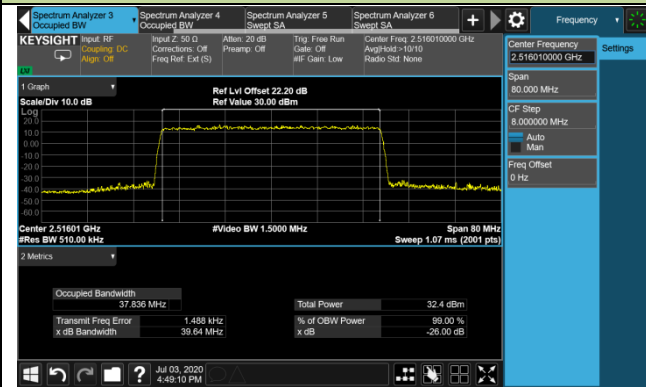 Spectrum Analyzer 3
Occupied BW
Spectrum Analyzer 4
Occupied BW
Spectrum Analyzer 5
Swept SA
Spectrum Analyzer 6
Swept SA
+
Frequency
KEYSIGHT
Input: RF
Coupling: DC
Align: Off
Input Z: 50 Ω
Corrections: Off
Freq Ref: Ext (S)
Atten: 20 dB
Preamp: Off
Trig: Free Run
Gate: Off
#IF Gain: Low
Center Freq: 2.516010000 GHz
Avg|Hold:>10/10
Radio Std: None
LV
Center Frequency
2.516010000 GHz
Settings
Span
80.000 MHz
CF Step
8.000000 MHz
Auto
Man
Freq Offset
0 Hz
1 Graph
Scale/Div 10.0 dB
Ref Lvl Offset 22.20 dB
Ref Value 30.00 dBm
Log
20.0
10.0
0.00
-10.0
-20.0
-30.0
-40.0
-50.0
-60.0
Center 2.51601 GHz
#Res BW 510.00 kHz
#Video BW 1.5000 MHz
Span 80 MHz
Sweep 1.07 ms (2001 pts)
2 Metrics
Occupied Bandwidth
37.836 MHz
Total Power 32.4 dBm
Transmit Freq Error 1.488 kHz
% of OBW Power 99.00 %
x dB Bandwidth 39.64 MHz
x dB -26.00 dB
?
Jul 03, 2020
4:49:10 PM